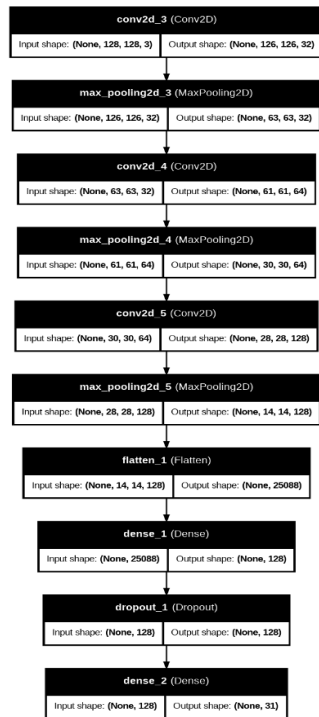 conv2d_3 (Conv2D)
Input shape: (None, 128, 128, 3) Output shape: (None, 126, 126, 32)
max_pooling2d_3 (MaxPooling2D)
Input shape: (None, 126, 126, 32) Output shape: (None, 63, 63, 32)
conv2d_4 (Conv2D)
Input shape: (None, 63, 63, 32) Output shape: (None, 61, 61, 64)
max_pooling2d_4 (MaxPooling2D)
Input shape: (None, 61, 61, 64) Output shape: (None, 30, 30, 64)
conv2d_5 (Conv2D)
Input shape: (None, 30, 30, 64) Output shape: (None, 28, 28, 128)
max_pooling2d_5 (MaxPooling2D)
Input shape: (None, 28, 28, 128) Output shape: (None, 14, 14, 128)
flatten_1 (Flatten)
Input shape: (None, 14, 14, 128) Output shape: (None, 25088)
dense_1 (Dense)
Input shape: (None, 25088) Output shape: (None, 128)
dropout_1 (Dropout)
Input shape: (None, 128) Output shape: (None, 128)
dense_2 (Dense)
Input shape: (None, 128) Output shape: (None, 31)